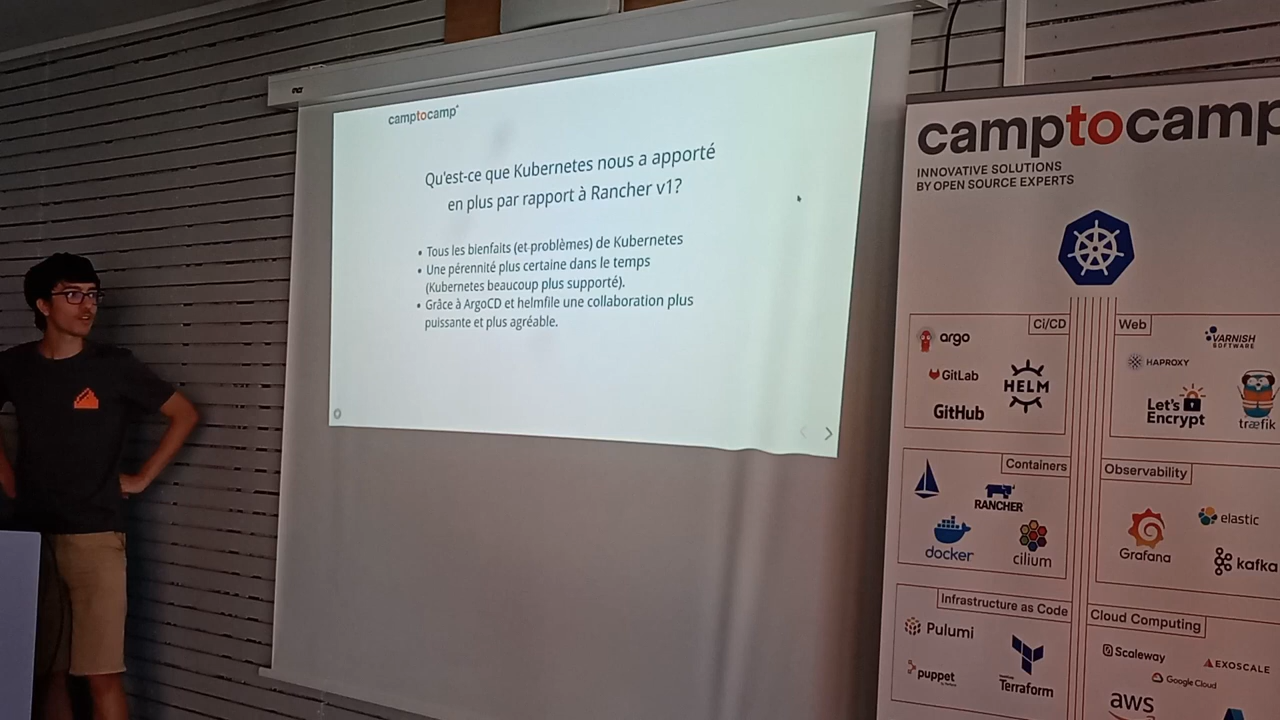 camptocamp
Qu'est-ce que Kubernetes nous a apporté
en plus par rapport à Rancher v1?
• Tous les bienfaits (et problèmes) de Kubernetes
• Une pérennité plus certaine dans le temps
(Kubernetes beaucoup plus supporté).
• Grâce à ArgoCD et helmfile une collaboration plus
puissante et plus agréable.
camptocamp
INNOVATIVE SOLUTIONS
BY OPEN SOURCE EXPERTS
Ci/CD
argo
GitLab
HELM
GitHub
Web
VARNISH
SOFTWARE
HAPROXY
Let's
Encrypt
træfik
Containers
RANCHER
docker
cilium
Observability
elastic
Grafana
kafka
Infrastructure as Code
Pulumi
puppet
Terraform
Cloud Computing
Scaleway
EXOSCALE
Google Cloud
aws